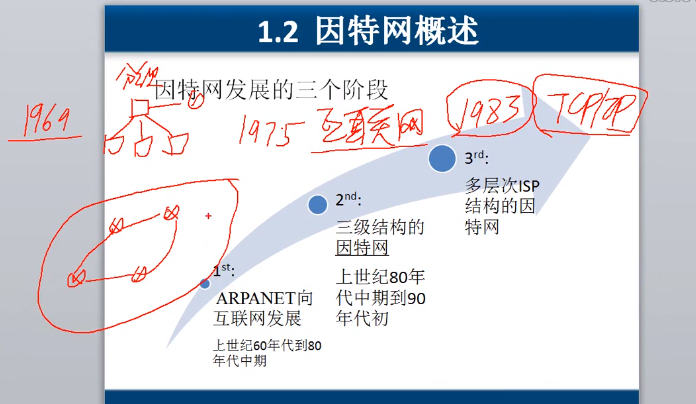 1.2 因特网概述
因特网发展的三个阶段
1969
1975 互联网
1983
TCP/IP
3rd:
多层次ISP
结构的因
特网
2nd:
三级结构的
因特网
上世纪80年
代中期到90
年代初
1st:
ARPANET向
互联网发展
上世纪60年代到80
年代中期